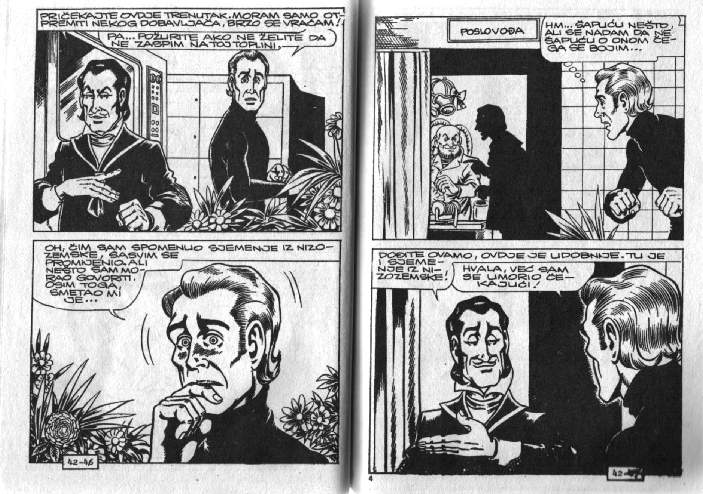 PRIČEKAJTE OVDJE TRENUTAK. MORAM SAMO OT-
PREMITI NEKOG DOBAVLJAČA, BRZO SE VRAĆAM!
PA... POŽURITE AKO NE ŽELITE DA
NE ZASPIM NA TOJ TOPLINI,
POSLOVOĐA
HM... ŠAPUĆU NEŠTO,
ALI SE NADAM DA NE
ŠAPUĆU O ONOM ČE-
GA SE BOJIM...
OH, ČIM SAM SPOMENUO SJEMENJE IZ NIZO-
ZEMSKE, SASVIM SE
PROMIJENIO. ALI
NEŠTO SAM MO-
RAO GOVORITI.
OSIM TOGA,
SMETAO MI
JE...
42-46
DOĐITE OVAMO, OVDJE JE UDOBNIJE. TU JE
I SJEME-
NJE IZ NI-
ZOZEMSKE!
HVALA, VEĆ SAM
SE UMORIO ČE-
KAJUĆI!
4